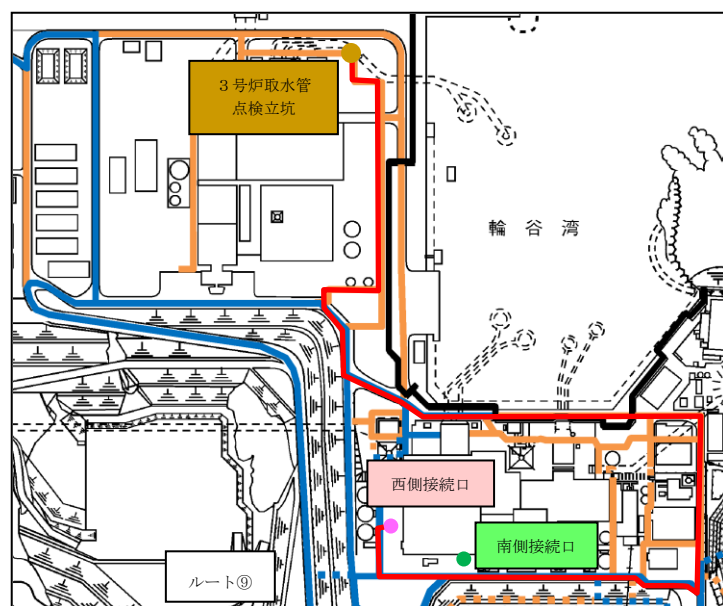 3号炉取水管
点検立坑
輪谷湾
西側接続口
南側接続口
ルート⑨